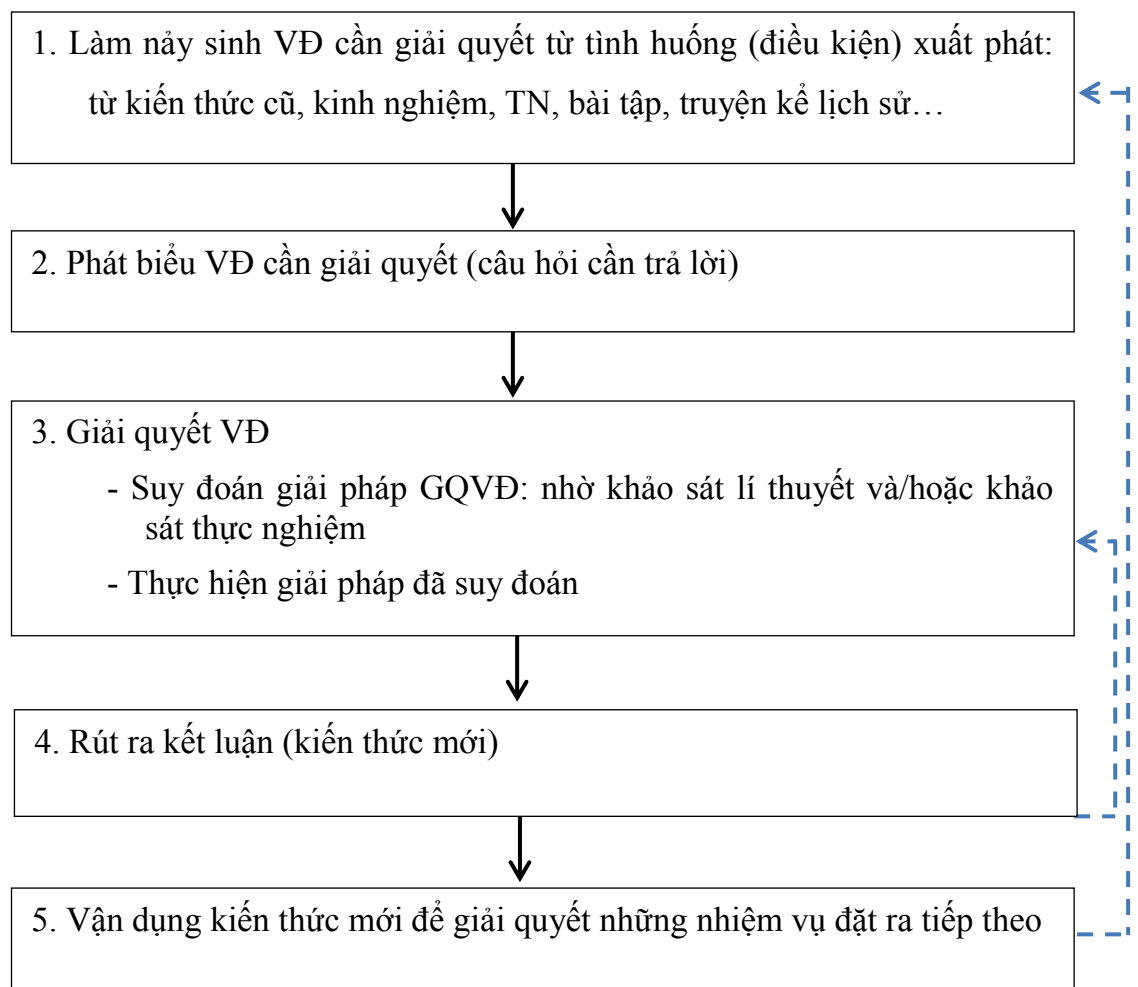 1. Làm nảy sinh VĐ cần giải quyết từ tình huống (điều kiện) xuất phát:
từ kiến thức cũ, kinh nghiệm, TN, bài tập, truyện kể lịch sử…
2. Phát biểu VĐ cần giải quyết (câu hỏi cần trả lời)
3. Giải quyết VĐ
- Suy đoán giải pháp GQVĐ: nhờ khảo sát lí thuyết và/hoặc khảo
sát thực nghiệm
- Thực hiện giải pháp đã suy đoán
4. Rút ra kết luận (kiến thức mới)
5. Vận dụng kiến thức mới để giải quyết những nhiệm vụ đặt ra tiếp theo